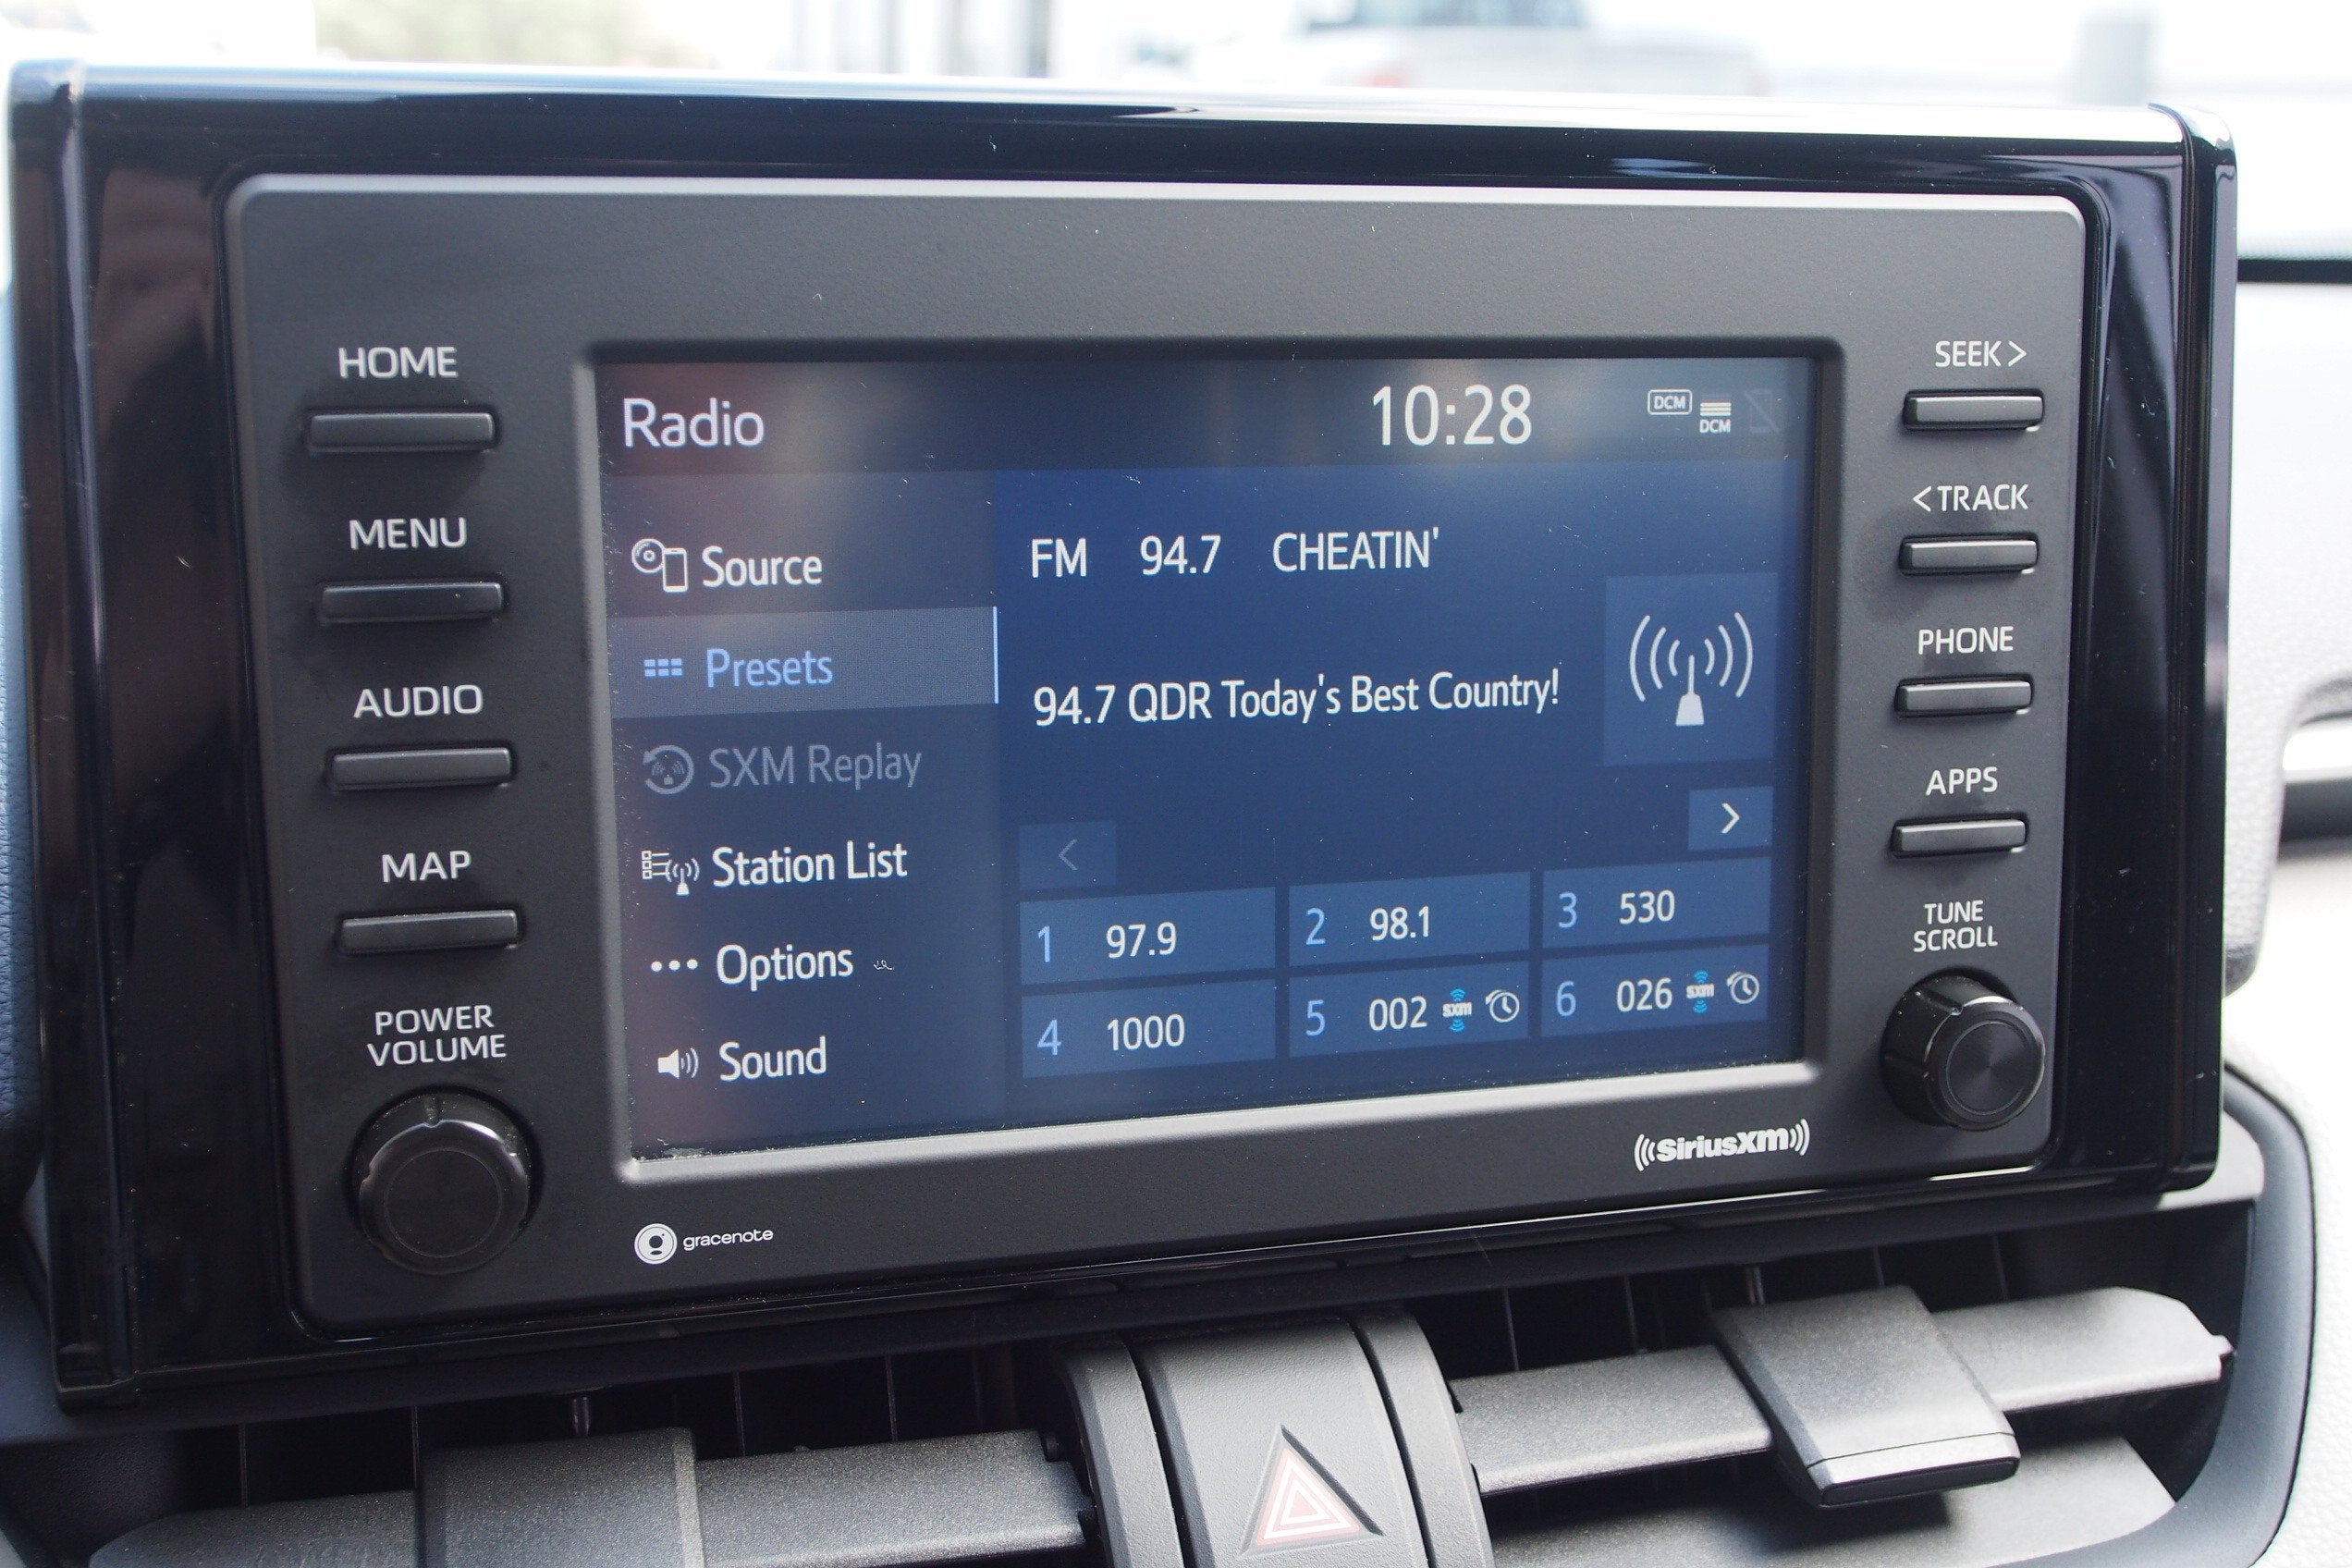 HOME
MENU
AUDIO
MAP
POWER
VOLUME
Radio
10:28
DCM
DCM
Source
Presets
SXM Replay
Station List
Options
Sound
FM 94.7 CHEATIN'
94.7 QDR Today's Best Country!
<
>
1 97.9
2 98.1
3 530
4 1000
5 002 sxm
6 026 sxm
SEEK >
< TRACK
PHONE
APPS
TUNE
SCROLL
gracenote
((SiriusXM))